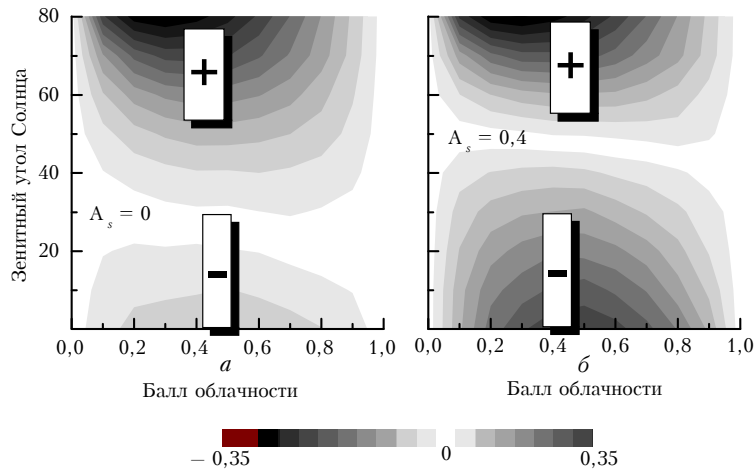 80
60
40
20
Зенитный угол Солнца
+
A s = 0
–
0,0 0,2 0,4 0,6 0,8 1,0
а
Балл облачности
+
A s = 0,4
–
0,0 0,2 0,4 0,6 0,8 1,0
б
Балл облачности
– 0,35 0 0,35